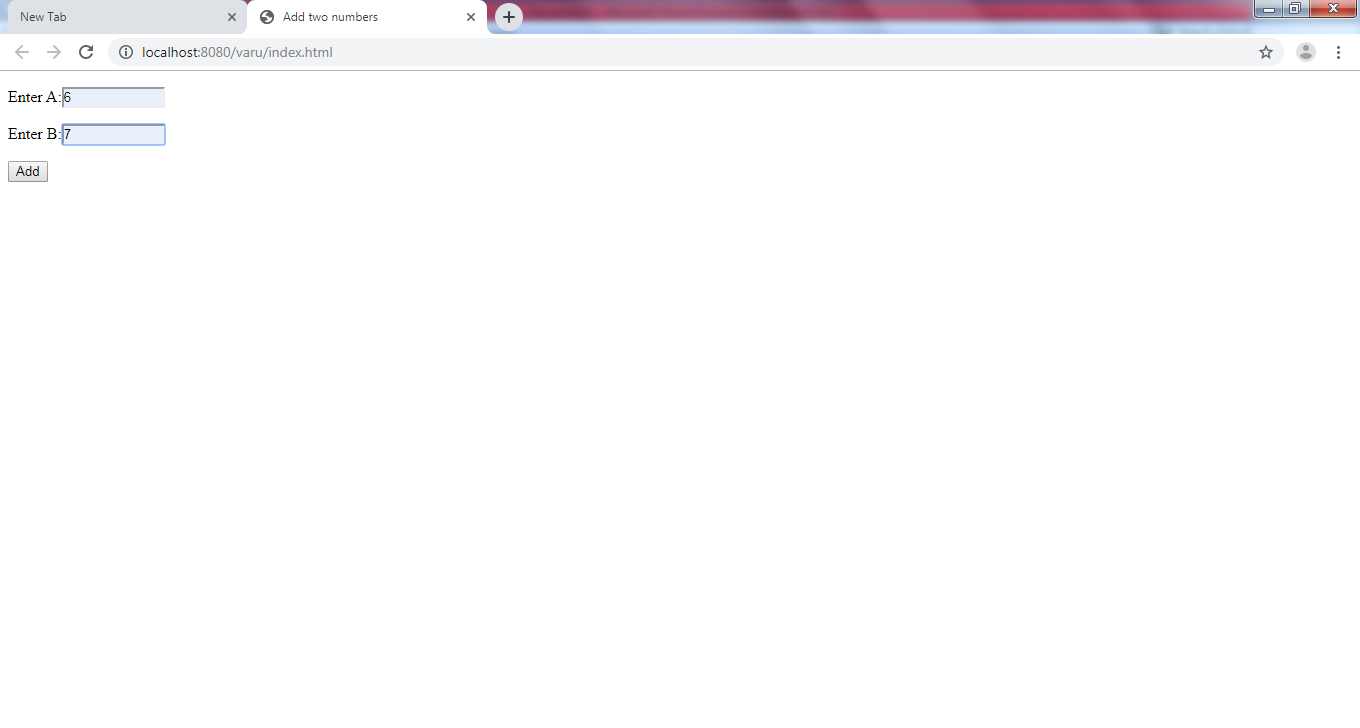 New Tab
Add two numbers
localhost:8080/varu/index.html
Enter A:6
Enter B:7
Add